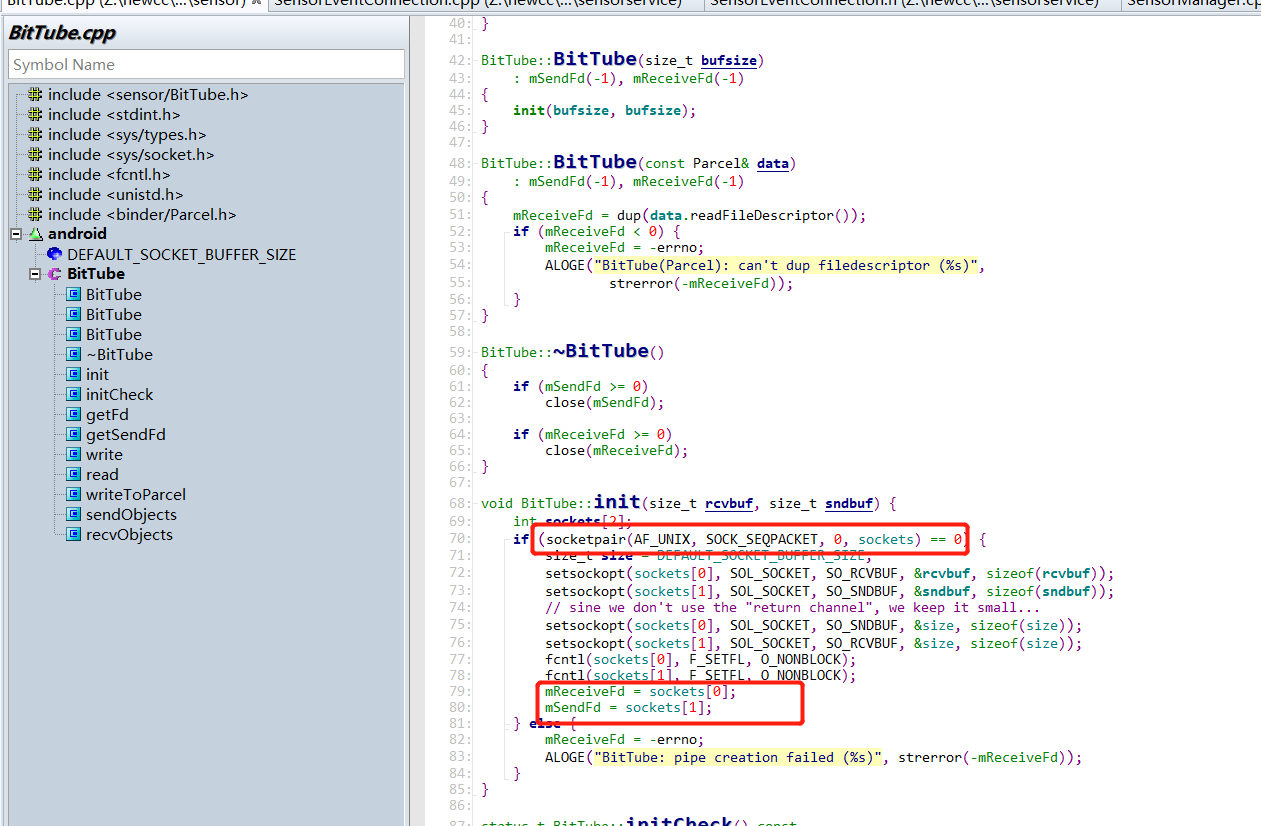 BitTube.cpp (Z:\newcc\...\sensor)
SensorEventConnection.cpp (Z:\newcc\...\sensorservice)
SensorEventConnection.h (Z:\newcc\...\sensorservice)
SensorManager.cp
BitTube.cpp
Symbol Name
include <sensor/BitTube.h>
include <stdint.h>
include <sys/types.h>
include <sys/socket.h>
include <fcntl.h>
include <unistd.h>
include <binder/Parcel.h>
android
DEFAULT_SOCKET_BUFFER_SIZE
BitTube
BitTube
BitTube
BitTube
~BitTube
init
initCheck
getFd
getSendFd
write
read
writeToParcel
sendObjects
recvObjects
40: }
41:
42: BitTube::BitTube(size_t bufsize)
43:     : mSendFd(-1), mReceiveFd(-1)
44: {
45:     init(bufsize, bufsize);
46: }
47:
48: BitTube::BitTube(const Parcel& data)
49:     : mSendFd(-1), mReceiveFd(-1)
50: {
51:     mReceiveFd = dup(data.readFileDescriptor());
52:     if (mReceiveFd < 0) {
53:         mReceiveFd = -errno;
54:         ALOGE("BitTube(Parcel): can't dup filedescriptor (%s)",
55:                 strerror(-mReceiveFd));
56:     }
57: }
58:
59: BitTube::~BitTube()
60: {
61:     if (mSendFd >= 0)
62:         close(mSendFd);
63:
64:     if (mReceiveFd >= 0)
65:         close(mReceiveFd);
66: }
67:
68: void BitTube::init(size_t rcvbuf, size_t sndbuf) {
69:     int sockets[2];
70:     if (socketpair(AF_UNIX, SOCK_SEQPACKET, 0, sockets) == 0) {
71:         size_t size = DEFAULT_SOCKET_BUFFER_SIZE;
72:         setsockopt(sockets[0], SOL_SOCKET, SO_RCVBUF, &rcvbuf, sizeof(rcvbuf));
73:         setsockopt(sockets[1], SOL_SOCKET, SO_SNDBUF, &sndbuf, sizeof(sndbuf));
74:         // sine we don't use the "return channel", we keep it small...
75:         setsockopt(sockets[0], SOL_SOCKET, SO_SNDBUF, &size, sizeof(size));
76:         setsockopt(sockets[1], SOL_SOCKET, SO_RCVBUF, &size, sizeof(size));
77:         fcntl(sockets[0], F_SETFL, O_NONBLOCK);
78:         fcntl(sockets[1], F_SETFL, O_NONBLOCK);
79:         mReceiveFd = sockets[0];
80:         mSendFd = sockets[1];
81:     } else {
82:         mReceiveFd = -errno;
83:         ALOGE("BitTube: pipe creation failed (%s)", strerror(-mReceiveFd));
84:     }
85: }
86:
87: status_t BitTube::initCheck() const